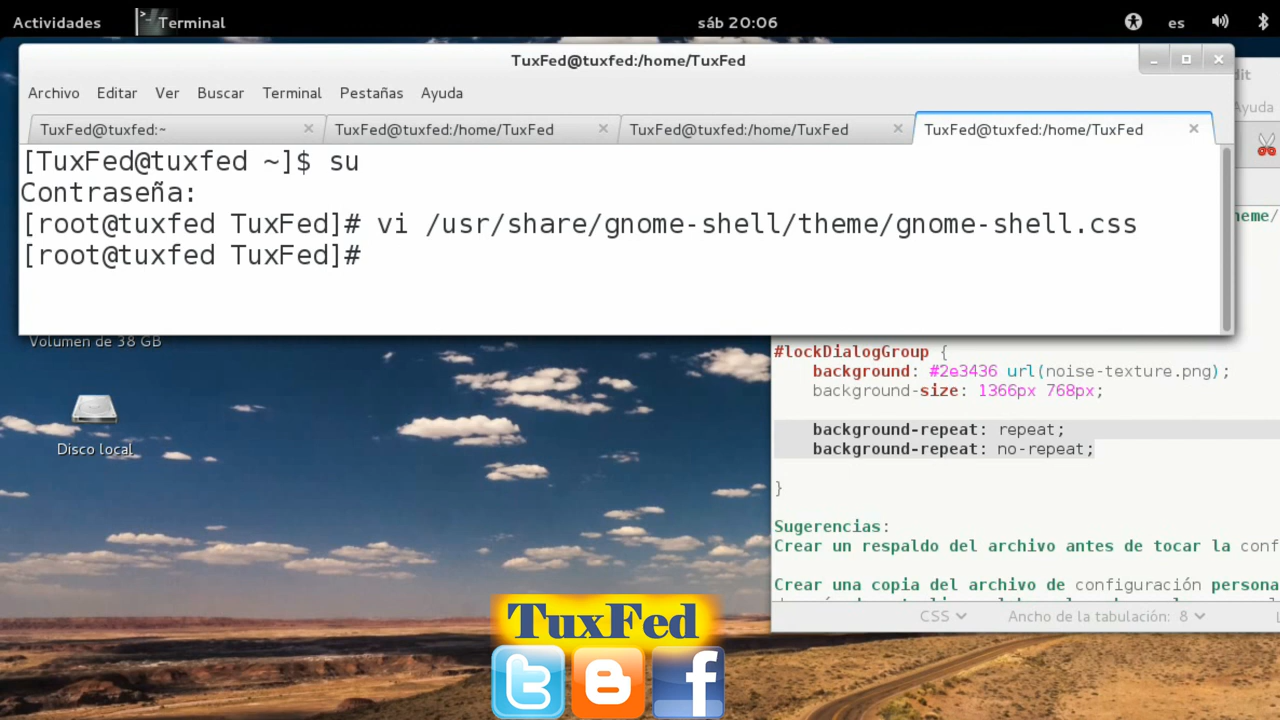 Actividades
Terminal
sáb 20:06
es
TuxFed@tuxfed:/home/TuxFed
Archivo Editar Ver Buscar Terminal Pestañas Ayuda
TuxFed@tuxfed:~
TuxFed@tuxfed:/home/TuxFed
TuxFed@tuxfed:/home/TuxFed
TuxFed@tuxfed:/home/TuxFed
[TuxFed@tuxfed ~]$ su
Contraseña:
[root@tuxfed TuxFed]# vi /usr/share/gnome-shell/theme/gnome-shell.css
[root@tuxfed TuxFed]#
Ayuda
Volumen de 38 GB
Disco local
#lockDialogGroup {
background: #2e3436 url(noise-texture.png);
background-size: 1366px 768px;
background-repeat: repeat;
background-repeat: no-repeat;
}
Sugerencias:
Crear un respaldo del archivo antes de tocar la conf
Crear una copia del archivo de configuración persona
CSS
Ancho de la tabulación: 8
TuxFed